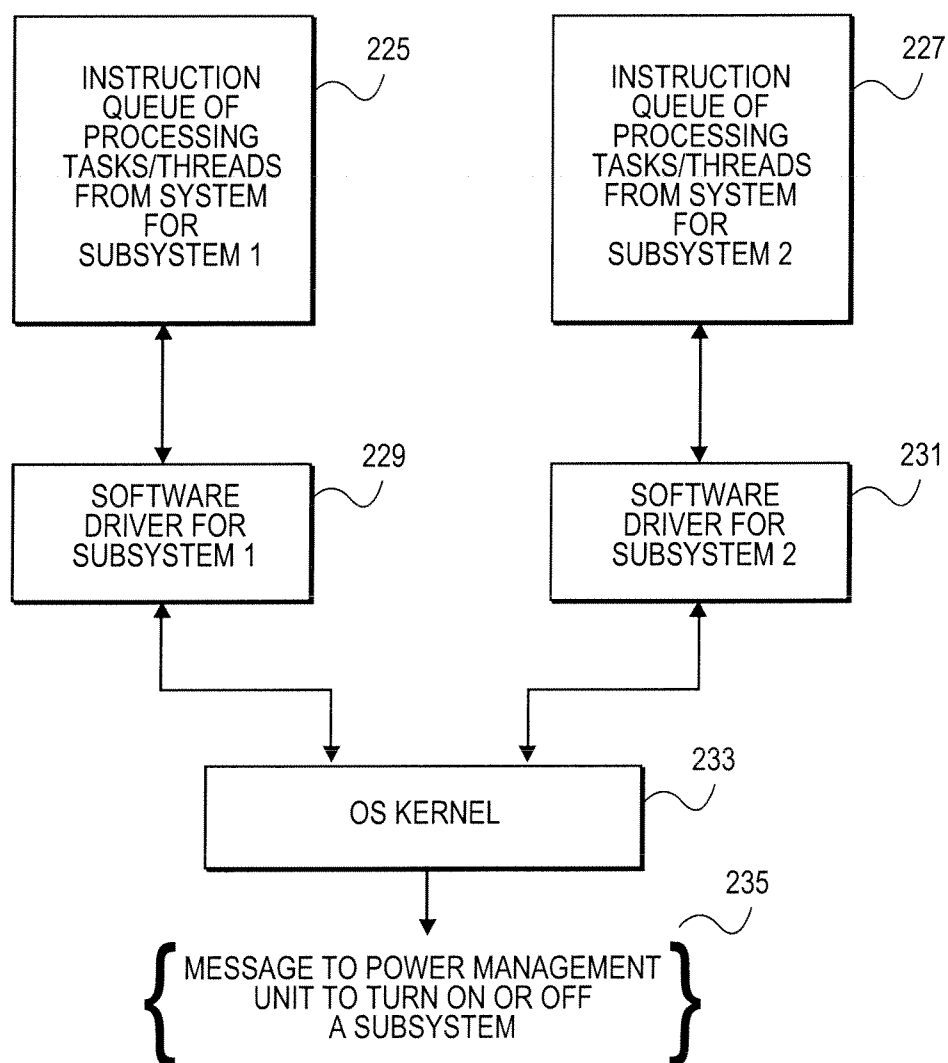 225
INSTRUCTION
QUEUE OF
PROCESSING
TASKS/THREADS
FROM SYSTEM
FOR
SUBSYSTEM 1
227
INSTRUCTION
QUEUE OF
PROCESSING
TASKS/THREADS
FROM SYSTEM
FOR
SUBSYSTEM 2
229
SOFTWARE
DRIVER FOR
SUBSYSTEM 1
231
SOFTWARE
DRIVER FOR
SUBSYSTEM 2
233
OS KERNEL
235
{ MESSAGE TO POWER MANAGEMENT
UNIT TO TURN ON OR OFF
A SUBSYSTEM }